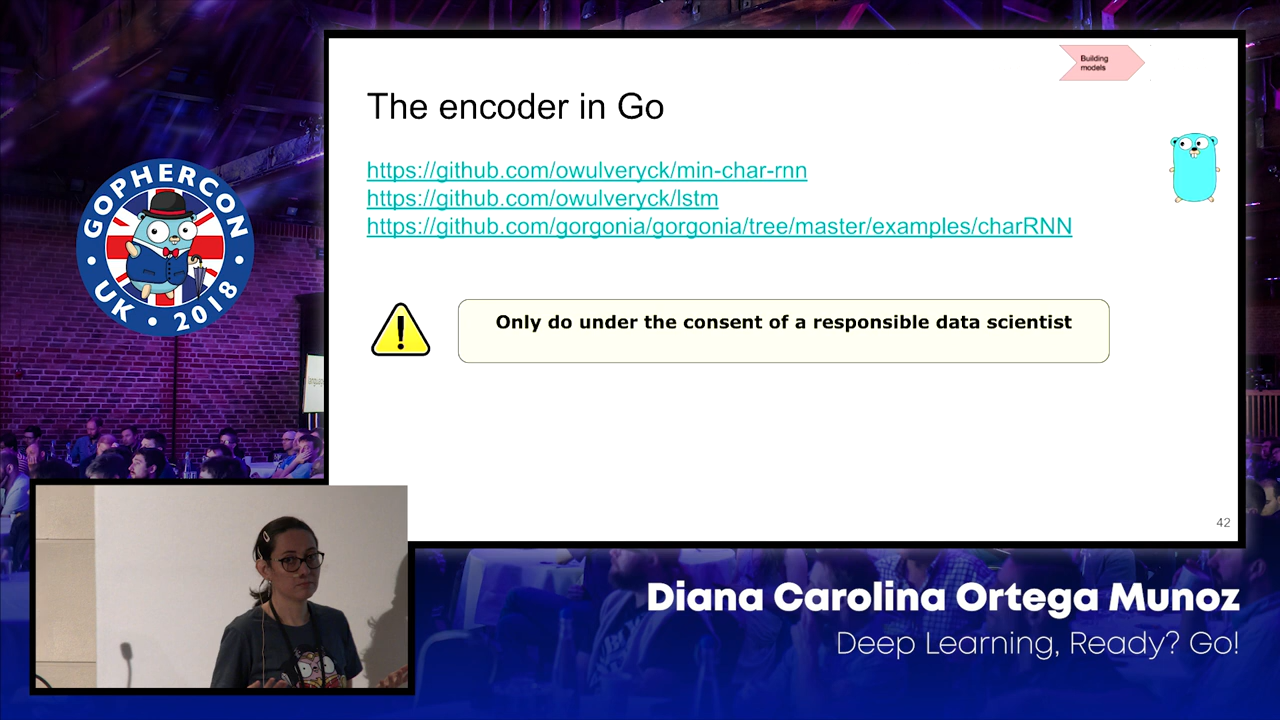 Building
models
The encoder in Go
https://github.com/owulveryck/min-char-rnn
https://github.com/owulveryck/lstm
https://github.com/gorgonia/gorgonia/tree/master/examples/charRNN
Only do under the consent of a responsible data scientist
42
GOPHERCON
UK • 2018
Diana Carolina Ortega Munoz
Deep Learning, Ready? Go!